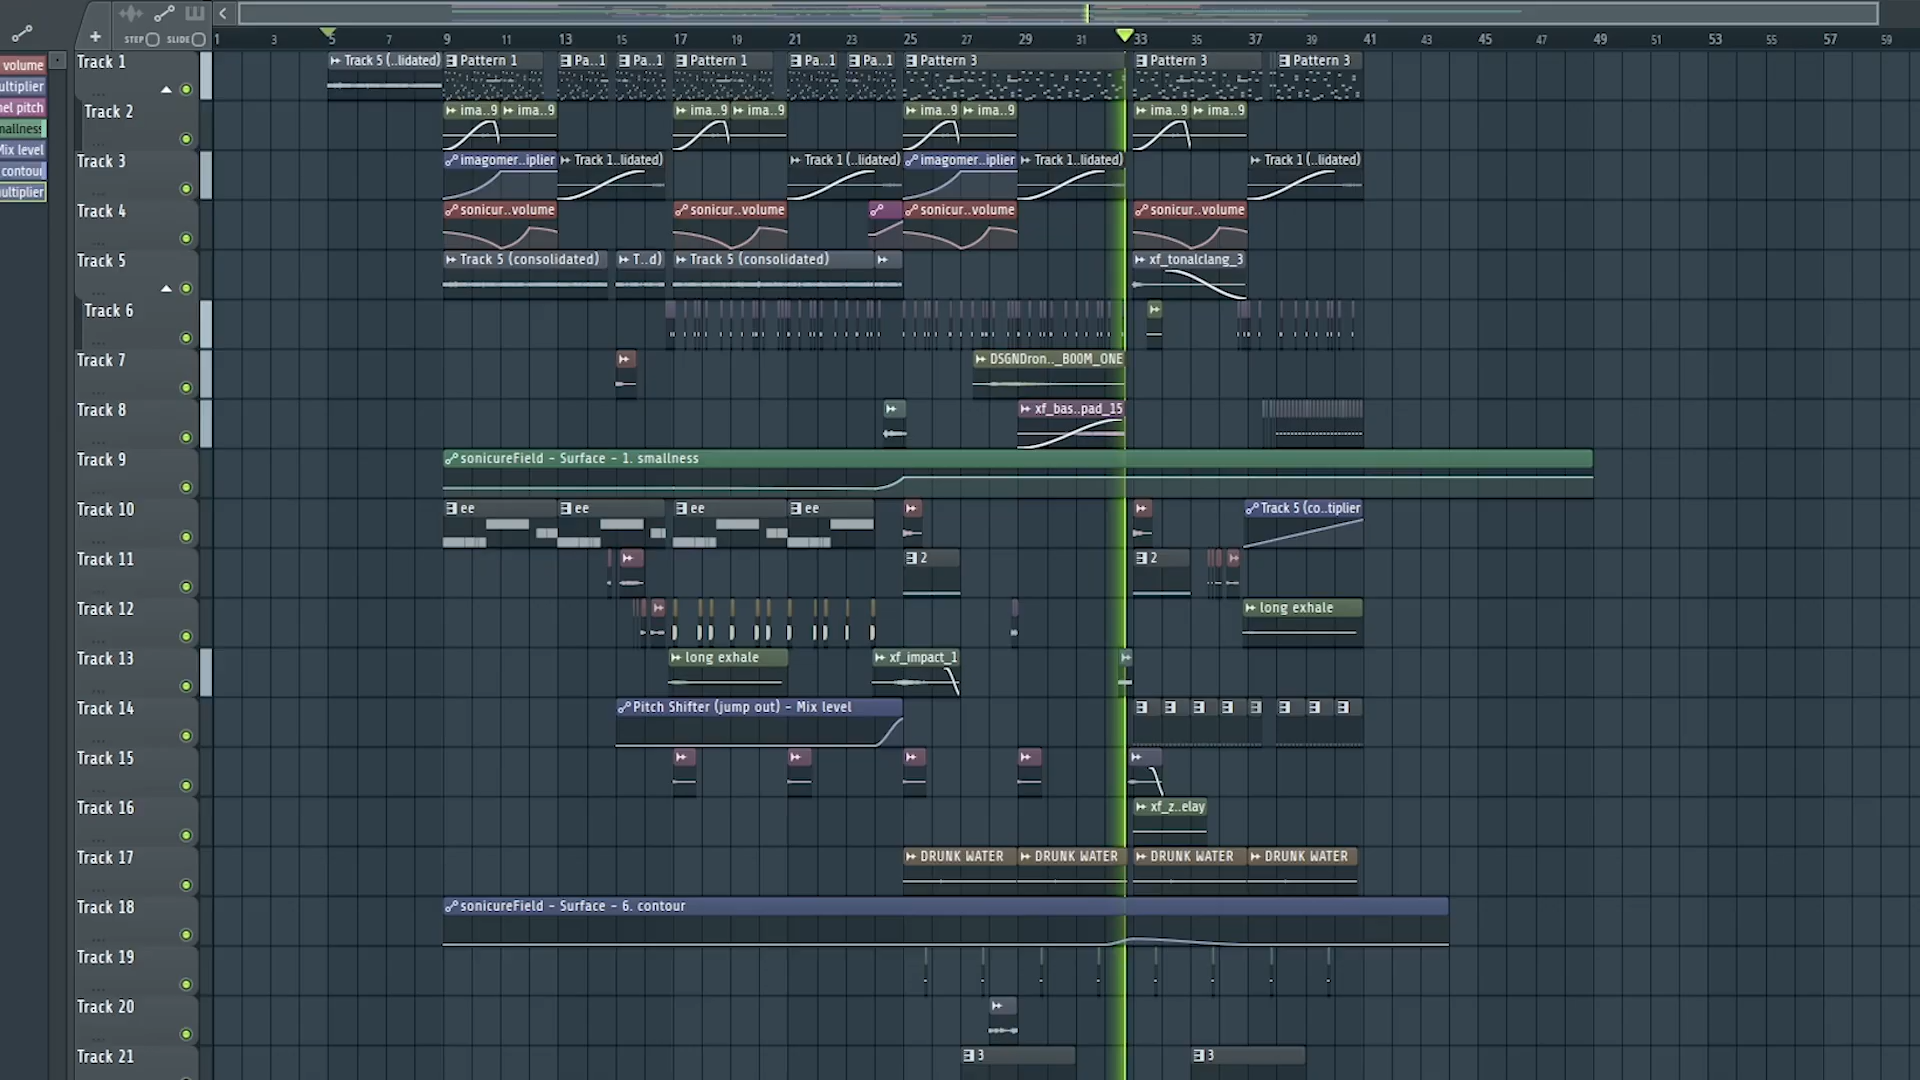 STEP SLIDE
1 3 5 7 9 11 13 15 17 19 21 23 25 27 29 31 33 35 37 39 41 43 45 47 49 51 53 55 57 59
volume
ultiplier
nel pitch
mallness
Mix level
contour
ultiplier
Track 1 Track 5 (..lidated) Pattern 1 Pa..1 Pa..1 Pattern 1 Pa..1 Pa..1 Pattern 3 Pattern 3 Pattern 3
Track 2 ima..9 ima..9 ima..9 ima..9 ima..9 ima..9 ima..9 ima..9
Track 3 imagomer..iplier Track 1..lidated) Track 1 (..lidated) imagomer..iplier Track 1..lidated) Track 1 (..lidated)
Track 4 sonicur..volume sonicur..volume sonicur..volume sonicur..volume
Track 5 Track 5 (consolidated) T..d) Track 5 (consolidated) xf_tonalclang_3
Track 6
Track 7 DSGNDron.._BOOM_ONE
Track 8 xf_bas..pad_15
Track 9 sonicureField - Surface - 1. smallness
Track 10 ee ee ee ee Track 5 (co..tiplier
Track 11 2 2
Track 12 long exhale
Track 13 long exhale xf_impact_1
Track 14 Pitch Shifter (jump out) - Mix level
Track 15
Track 16 xf_z..elay
Track 17 DRUNK WATER DRUNK WATER DRUNK WATER DRUNK WATER
Track 18 sonicureField - Surface - 6. contour
Track 19
Track 20
Track 21 3 3